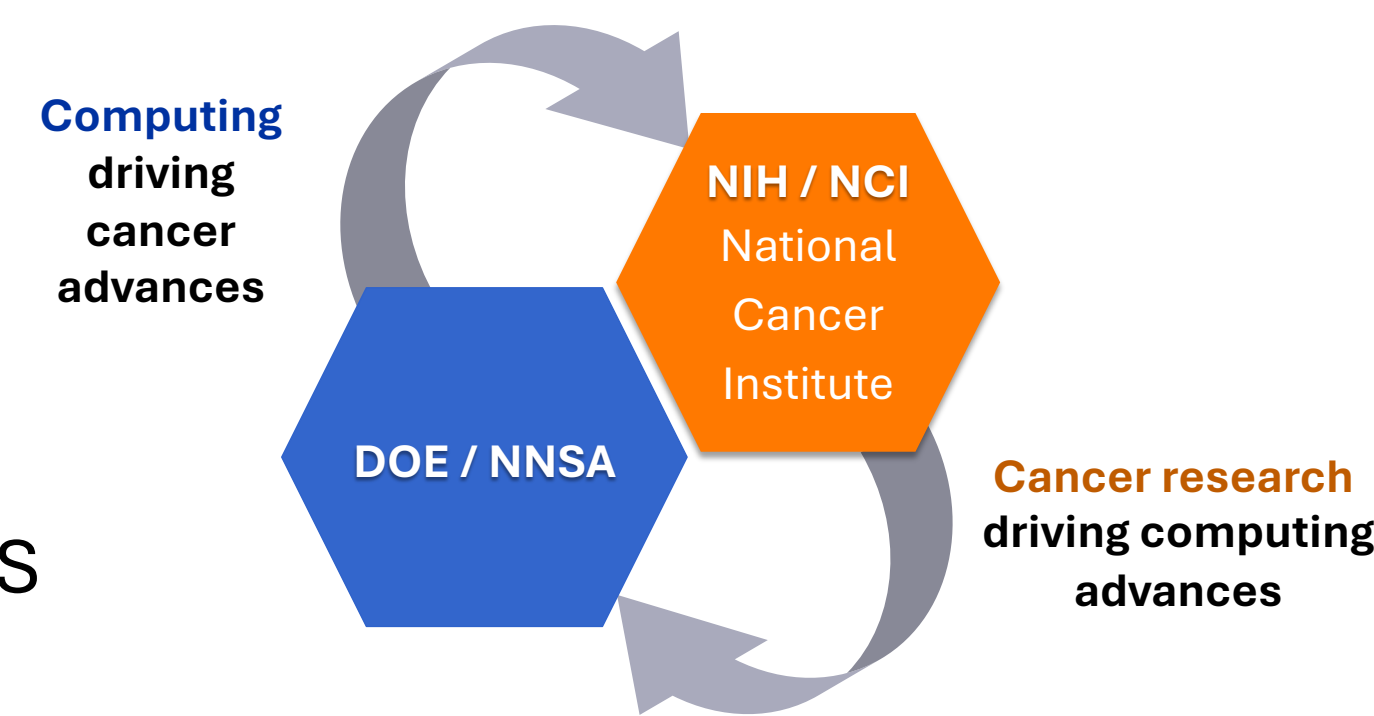 Computing
driving
cancer
advances
NIH / NCI
National
Cancer
Institute
DOE / NNSA
Cancer research
driving computing
advances
s